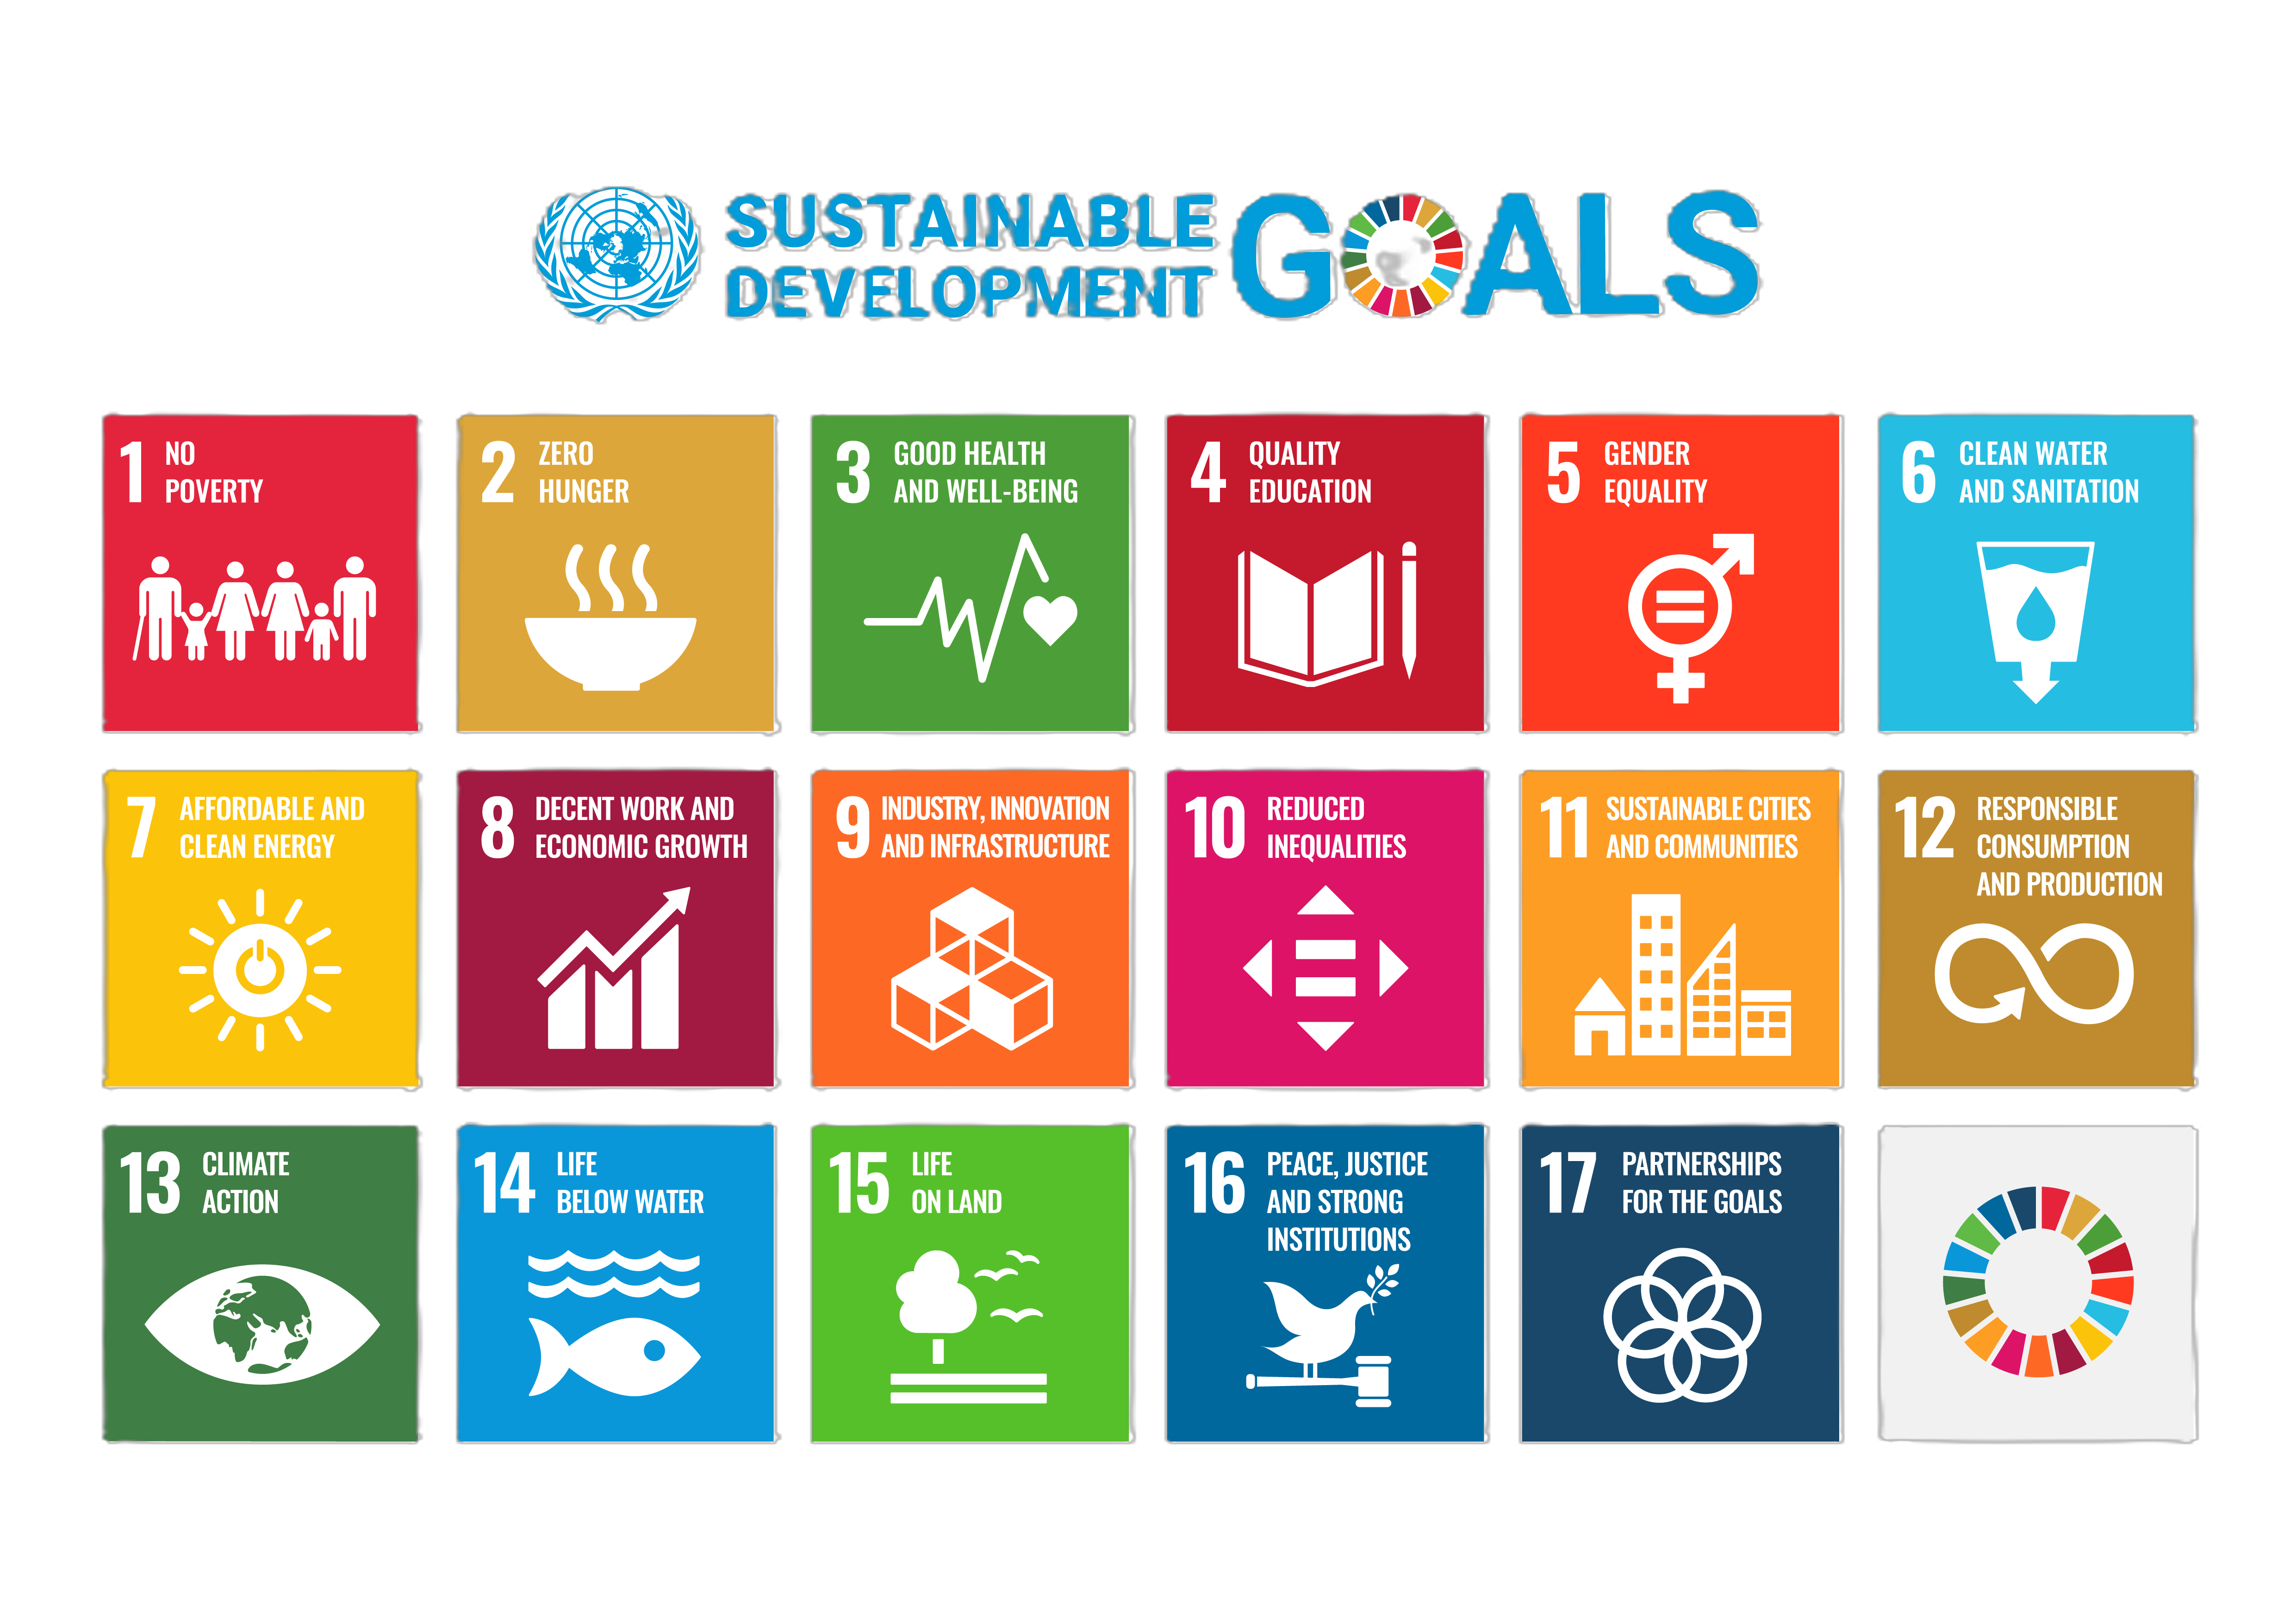 SUSTAINABLE
DEVELOPMENT
GOALS
1 NO
POVERTY
2 ZERO
HUNGER
3 GOOD HEALTH
AND WELL-BEING
4 QUALITY
EDUCATION
5 GENDER
EQUALITY
6 CLEAN WATER
AND SANITATION
7 AFFORDABLE AND
CLEAN ENERGY
8 DECENT WORK AND
ECONOMIC GROWTH
9 INDUSTRY, INNOVATION
AND INFRASTRUCTURE
10 REDUCED
INEQUALITIES
11 SUSTAINABLE CITIES
AND COMMUNITIES
12 RESPONSIBLE
CONSUMPTION
AND PRODUCTION
13 CLIMATE
ACTION
14 LIFE
BELOW WATER
15 LIFE
ON LAND
16 PEACE, JUSTICE
AND STRONG
INSTITUTIONS
17 PARTNERSHIPS
FOR THE GOALS